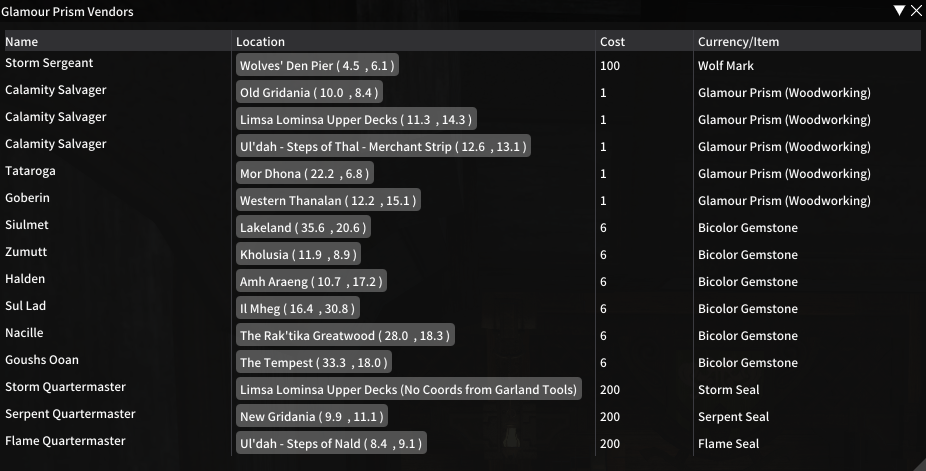 Glamour Prism Vendors
Name Location Cost Currency/Item
Storm Sergeant Wolves' Den Pier ( 4.5 , 6.1 ) 100 Wolf Mark
Calamity Salvager Old Gridania ( 10.0 , 8.4 ) 1 Glamour Prism (Woodworking)
Calamity Salvager Limsa Lominsa Upper Decks ( 11.3 , 14.3 ) 1 Glamour Prism (Woodworking)
Calamity Salvager Ul'dah - Steps of Thal - Merchant Strip ( 12.6 , 13.1 ) 1 Glamour Prism (Woodworking)
Tataroga Mor Dhona ( 22.2 , 6.8 ) 1 Glamour Prism (Woodworking)
Goberin Western Thanalan ( 12.2 , 15.1 ) 1 Glamour Prism (Woodworking)
Siulmet Lakeland ( 35.6 , 20.6 ) 6 Bicolor Gemstone
Zumutt Kholusia ( 11.9 , 8.9 ) 6 Bicolor Gemstone
Halden Amh Araeng ( 10.7 , 17.2 ) 6 Bicolor Gemstone
Sul Lad Il Mheg ( 16.4 , 30.8 ) 6 Bicolor Gemstone
Nacille The Rak'tika Greatwood ( 28.0 , 18.3 ) 6 Bicolor Gemstone
Goushs Ooan The Tempest ( 33.3 , 18.0 ) 6 Bicolor Gemstone
Storm Quartermaster Limsa Lominsa Upper Decks (No Coords from Garland Tools) 200 Storm Seal
Serpent Quartermaster New Gridania ( 9.9 , 11.1 ) 200 Serpent Seal
Flame Quartermaster Ul'dah - Steps of Nald ( 8.4 , 9.1 ) 200 Flame Seal